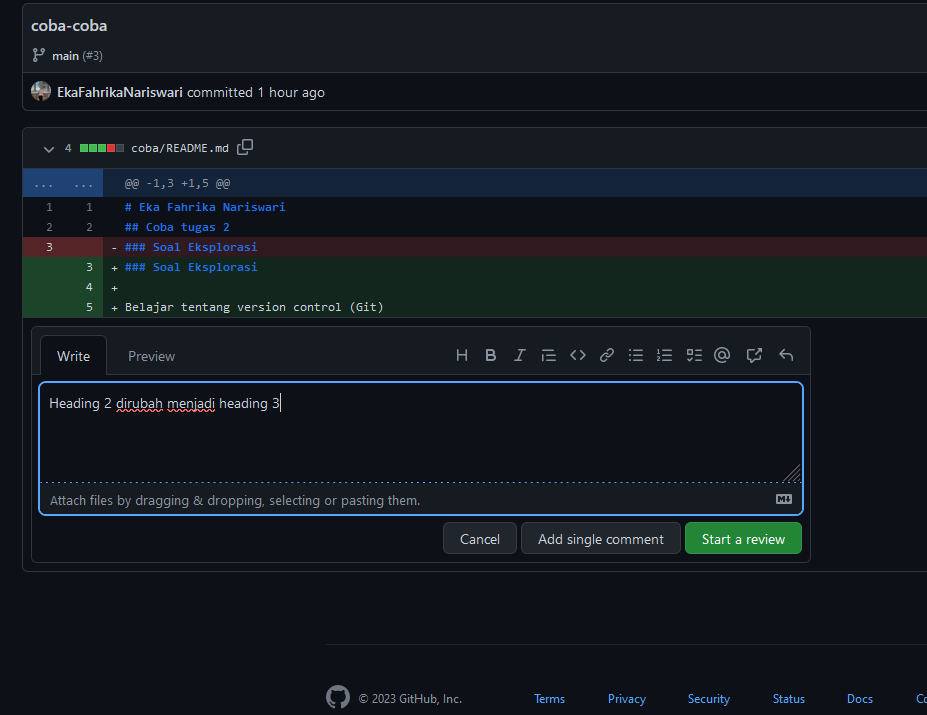 coba-coba
main (#3)
EkaFahrikaNariswari committed 1 hour ago
4 coba/README.md
... ... @@ -1,3 +1,5 @@
1 1 # Eka Fahrika Nariswari
2 2 ## Coba tugas 2
3 - ### Soal Eksplorasi
3 + ### Soal Eksplorasi
4 +
5 + Belajar tentang version control (Git)
Write Preview
Heading 2 dirubah menjadi heading 3
Attach files by dragging & dropping, selecting or pasting them.
Cancel Add single comment Start a review
© 2023 GitHub, Inc. Terms Privacy Security Status Docs